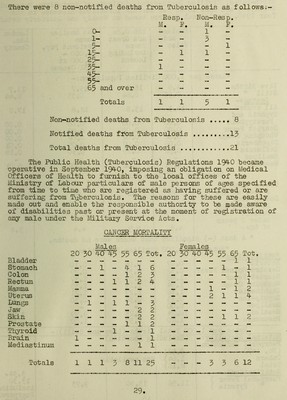 There were 8 non-notified deaths from Tuberculosis as follows:-
Resp. Non-Resp.
M. F. M. F.
0- - - 1 -
1- - - 3 -
5- - - - 1
15- - 1 1 -
25- - - - -
35- 1 - - -
45- - - - -
55- - - - -
65 and over - - - -
Totals 1 1 5 1
Non-notified deaths from Tuberculosis ..... 8
Notified deaths from Tuberculosis ..........13
Total deaths from Tuberculosis .............21
The Public Health (Tuberculosis) Regulations 1940 became
operative in September 1940, imposing an obligation on Medical
Officers of Health to furnish to the local offices of the
Ministry of Labour particulars of male persons of ages specified
from time to time who are registered as having suffered or are
suffering from Tuberculosis. The reasons for these are easily
made out and enable the responsible authority to be made aware
of disabilities past or present at the moment of registration of
any male under the Military Service Acts.
CANCER MORTALITY
Males Females
20 30 40 45 55 65 Tot. 20 30 40 45 55 65 Tot.
Bladder - - - - - - - - - - - - 1 1
Stomach - - 1 - 4 1 6 - - - - 1 - 1
Colon - - - - 1 2 3 - - - - - 1 1
Rectum - - - 1 1 2 4 - - - - - 1 1
Mamma - - - - - - - - - - 1 - 1 2
Uterus - - - - - - - - - - 2 1 1 4
Lungs - 1 - 1 1 - 3 - - - - - - -
Jaw - - - - - 2 2 - - - - - - -
Skin - - - - - 2 2 - - - - 1 1 2
Prostate - - - - 1 1 2 - - - - - - -
Thyroid - - - 1 - - 1 - - - - - - -
Brain 1 - - - - - 1 - - - - - - -
Mediastinum - - - - - 1 1 - - - - - - -
Totals 1 1 1 3 8 11 25 - - - 3 3 6 12
29.